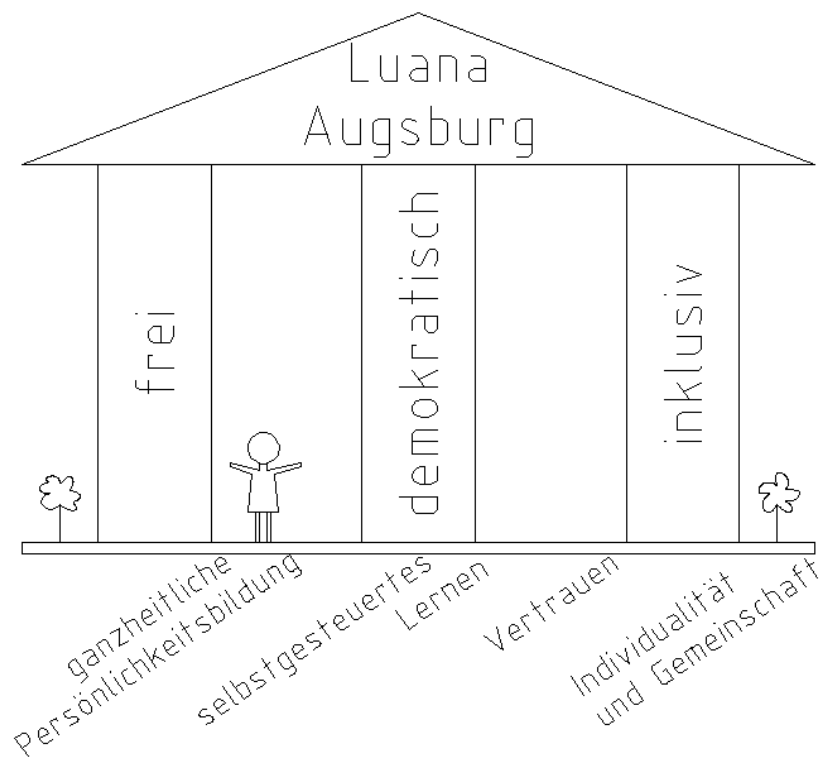 Luana
Augsburg
frei
demokratisch
inklusiv
ganzheitliche
Persönlichkeitsbildung
selbstgesteuertes
Lernen
Vertrauen
Individualität
und Gemeinschaft